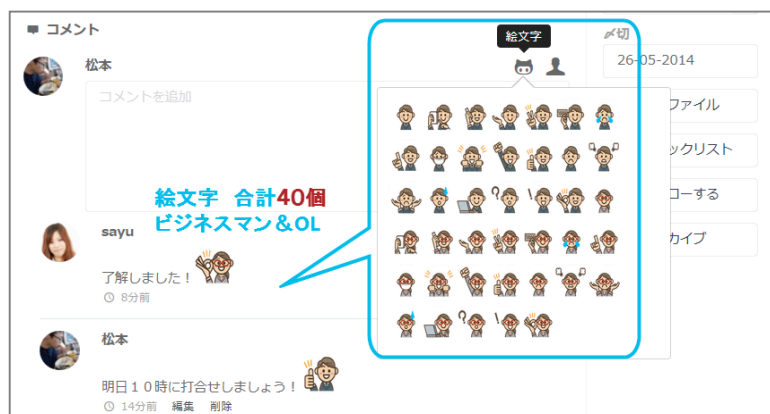 コメント
絵文字
〆切
松本
26-05-2014
コメントを追加
ファイル
ックリスト
絵文字 合計40個
ビジネスマン＆OL
ローする
sayu
カイブ
了解しました！
8分前
松本
明日１０時に打合せしましょう！
14分前 編集 削除